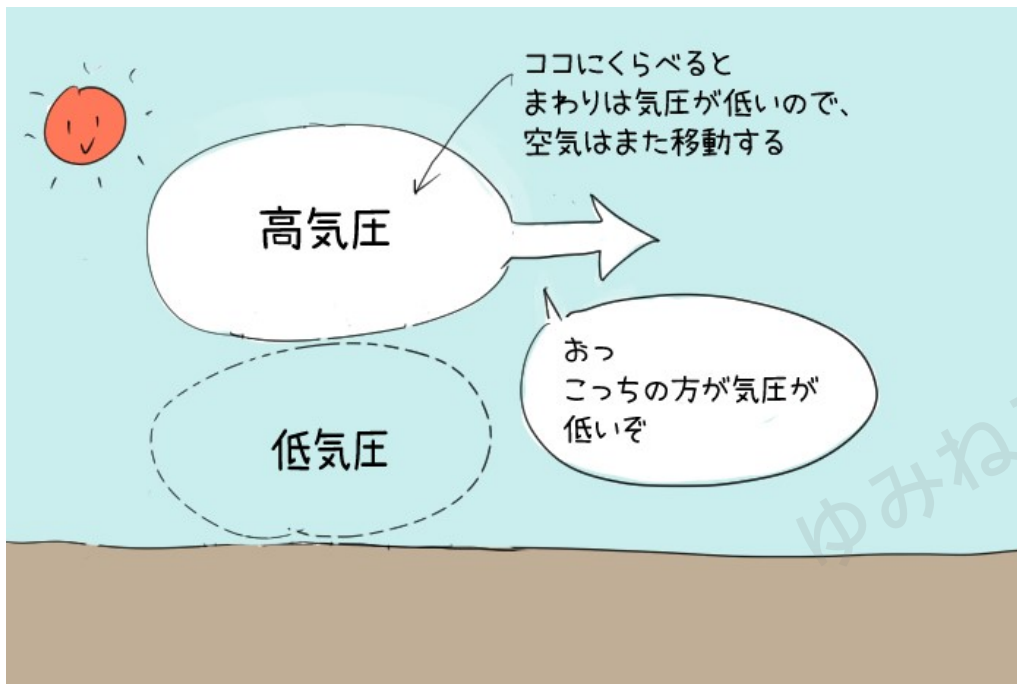 ココにくらべると
まわりは気圧が低いので、
空気はまた移動する
高気圧
おっ
こっちの方が気圧が
低いぞ
低気圧
ゆみね